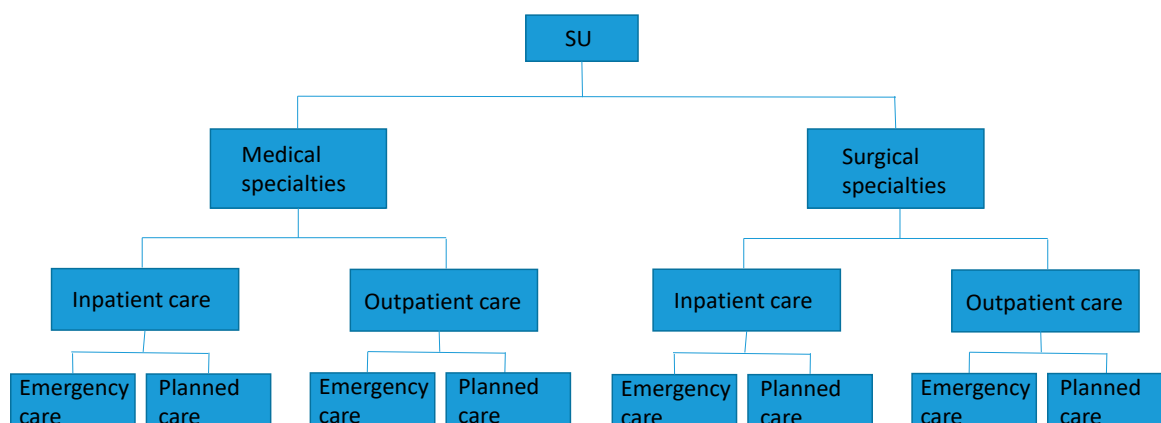 SU
Medical
specialties
Surgical
specialties
Inpatient care
Outpatient care
Inpatient care
Outpatient care
Emergency
care
Planned
care
Emergency
care
Planned
care
Emergency
care
Planned
care
Emergency
care
Planned
care